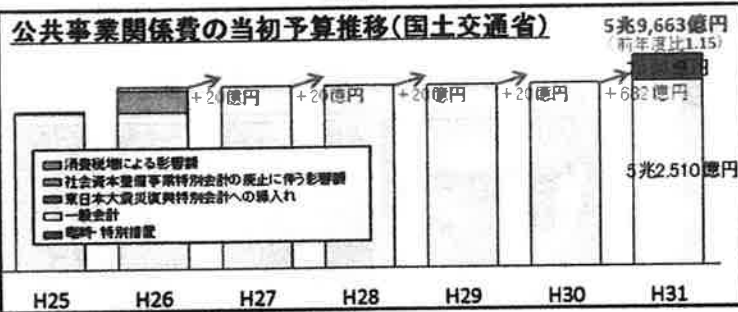 公共事業関係費の当初予算推移(国土交通省)
5兆9,663億円
(前年度比1.15)
億円
+20億円
+20億円
+20億円
+20億円
+682億円
消費税増による影響額
社会資本整備事業特別会計の廃止に伴う影響額
東日本大震災復興特別会計への繰入れ
一般会計
臨時・特別措置
5兆2.510億円
H25
H26
H27
H28
H29
H30
H31